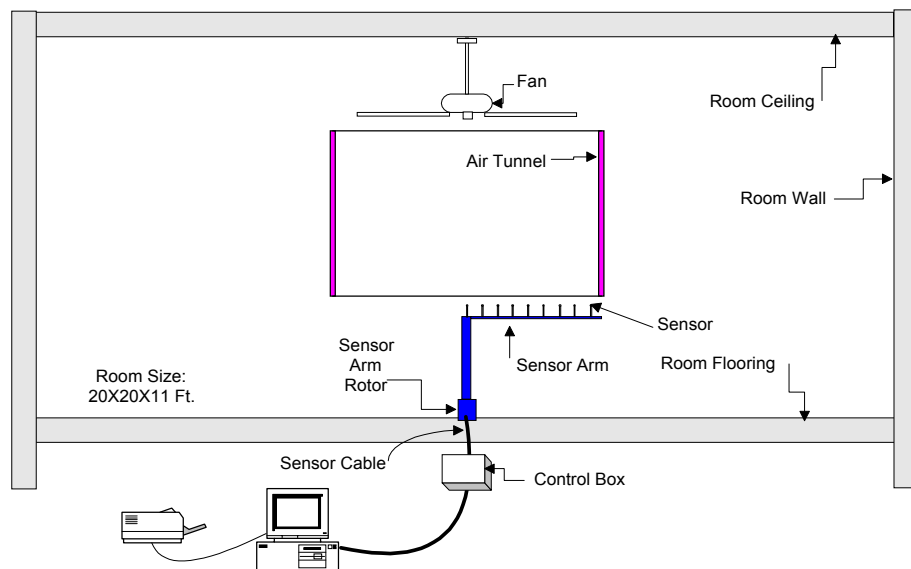 Fan
Room Ceiling
Air Tunnel
Room Wall
Sensor
Sensor
Arm
Rotor
Sensor Arm
Room Flooring
Room Size:
20X20X11 Ft.
Sensor Cable
Control Box